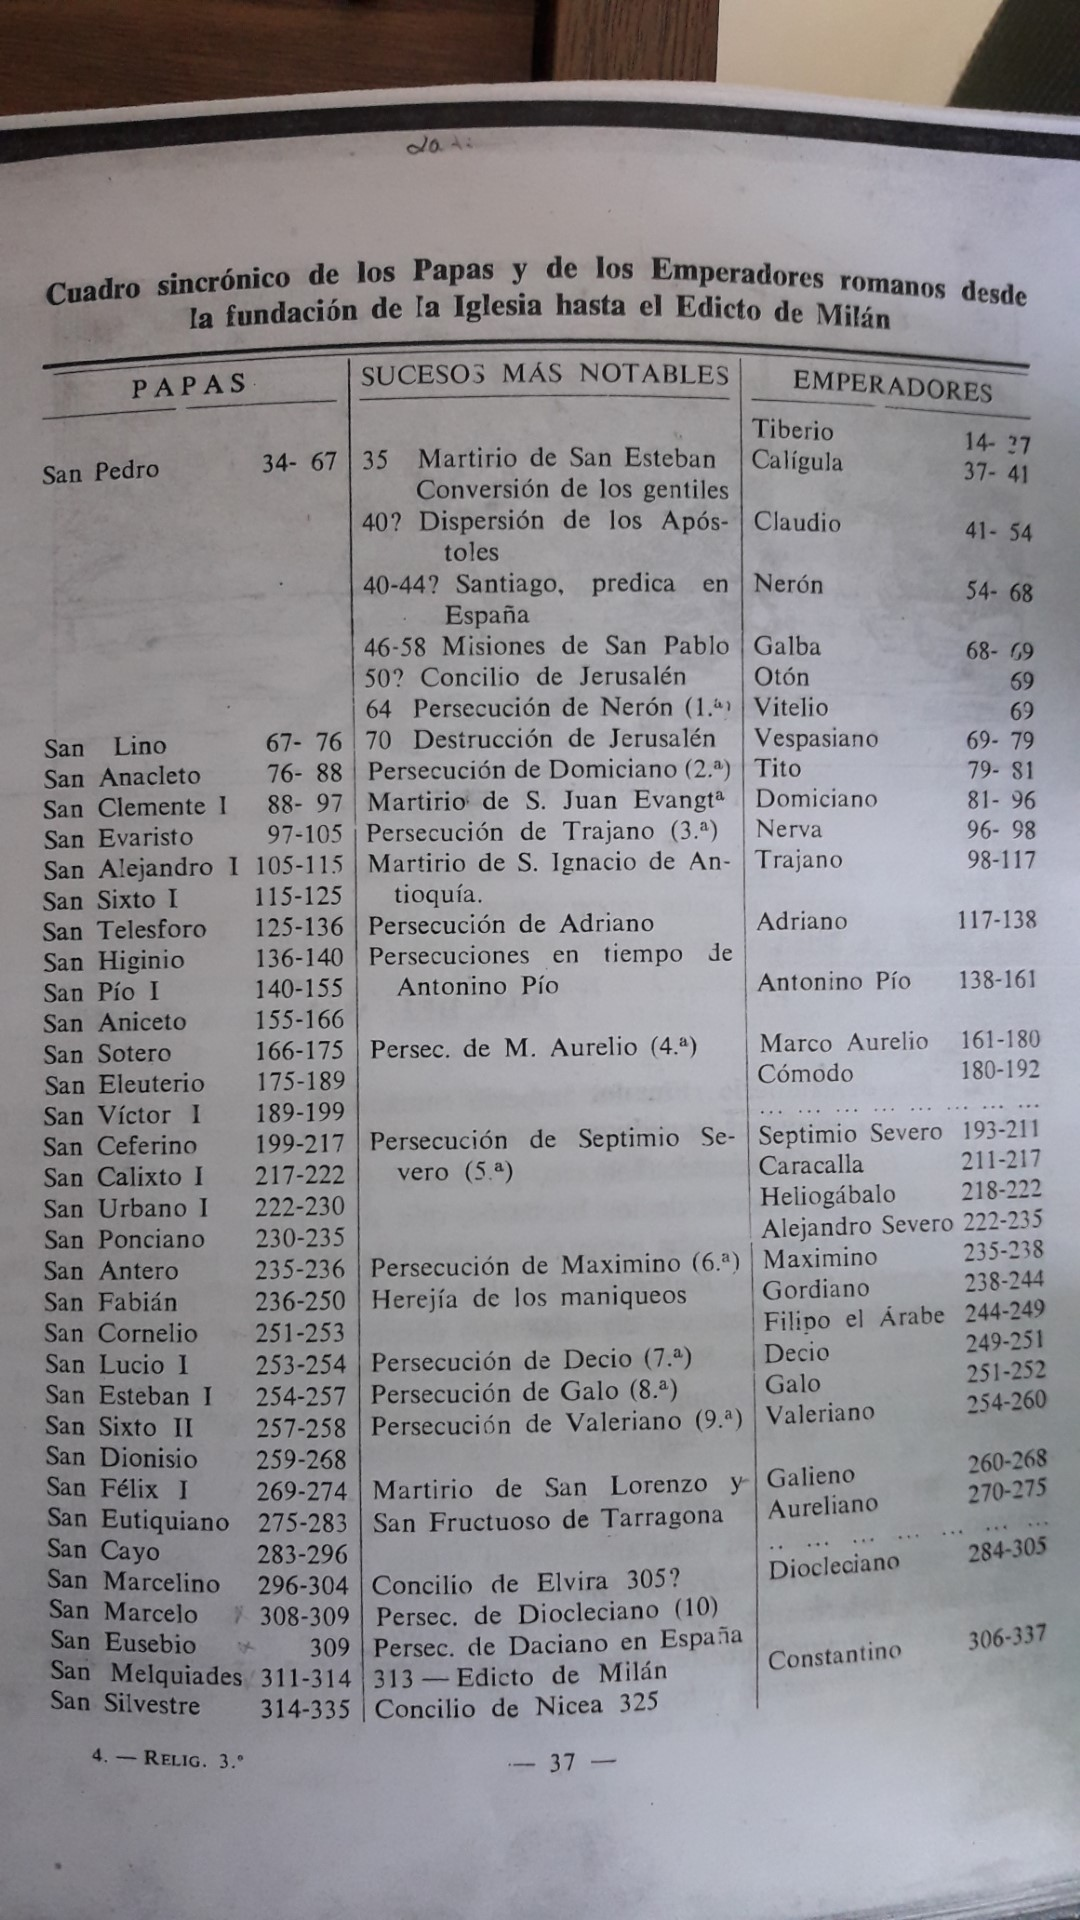 Cuadro sincrónico de los Papas y de los Emperadores romanos desde
la fundación de la Iglesia hasta el Edicto de Milán
PAPAS
San Pedro 34- 67
San Lino 67- 76
San Anacleto 76- 88
San Clemente I 88- 97
San Evaristo 97-105
San Alejandro I 105-115
San Sixto I 115-125
San Telesforo 125-136
San Higinio 136-140
San Pío I 140-155
San Aniceto 155-166
San Sotero 166-175
San Eleuterio 175-189
San Víctor I 189-199
San Ceferino 199-217
San Calixto I 217-222
San Urbano I 222-230
San Ponciano 230-235
San Antero 235-236
San Fabián 236-250
San Cornelio 251-253
San Lucio I 253-254
San Esteban I 254-257
San Sixto II 257-258
San Dionisio 259-268
San Félix I 269-274
San Eutiquiano 275-283
San Cayo 283-296
San Marcelino 296-304
San Marcelo 308-309
San Eusebio 309
San Melquiades 311-314
San Silvestre 314-335
SUCESOS MÁS NOTABLES
35 Martirio de San Esteban
Conversión de los gentiles
40? Dispersión de los Após-
toles
40-44? Santiago, predica en
España
46-58 Misiones de San Pablo
50? Concilio de Jerusalén
64 Persecución de Nerón (1.ª)
70 Destrucción de Jerusalén
Persecución de Domiciano (2.ª)
Martirio de S. Juan Evangtª
Persecución de Trajano (3.ª)
Martirio de S. Ignacio de An-
tioquía.
Persecución de Adriano
Persecuciones en tiempo de
Antonino Pío
Persec. de M. Aurelio (4.ª)
Persecución de Septimio Se-
vero (5.ª)
Persecución de Maximino (6.ª)
Herejía de los maniqueos
Persecución de Decio (7.ª)
Persecución de Galo (8.ª)
Persecución de Valeriano (9.ª)
Martirio de San Lorenzo y
San Fructuoso de Tarragona
Concilio de Elvira 305?
Persec. de Diocleciano (10)
Persec. de Daciano en España
313 — Edicto de Milán
Concilio de Nicea 325
EMPERADORES
Tiberio 14- 37
Calígula 37- 41
Claudio 41- 54
Nerón 54- 68
Galba 68- 69
Otón 69
Vitelio 69
Vespasiano 69- 79
Tito 79- 81
Domiciano 81- 96
Nerva 96- 98
Trajano 98-117
Adriano 117-138
Antonino Pío 138-161
Marco Aurelio 161-180
Cómodo 180-192
... ... ... ... ... ... ... ...
Septimio Severo 193-211
Caracalla 211-217
Heliogábalo 218-222
Alejandro Severo 222-235
Maximino 235-238
Gordiano 238-244
Filipo el Árabe 244-249
Decio 249-251
Galo 251-252
Valeriano 254-260
Galieno 260-268
Aureliano 270-275
.. ... ... ... ... ... ...
Diocleciano 284-305
Constantino 306-337
4. — RELIG. 3.º
— 37 —